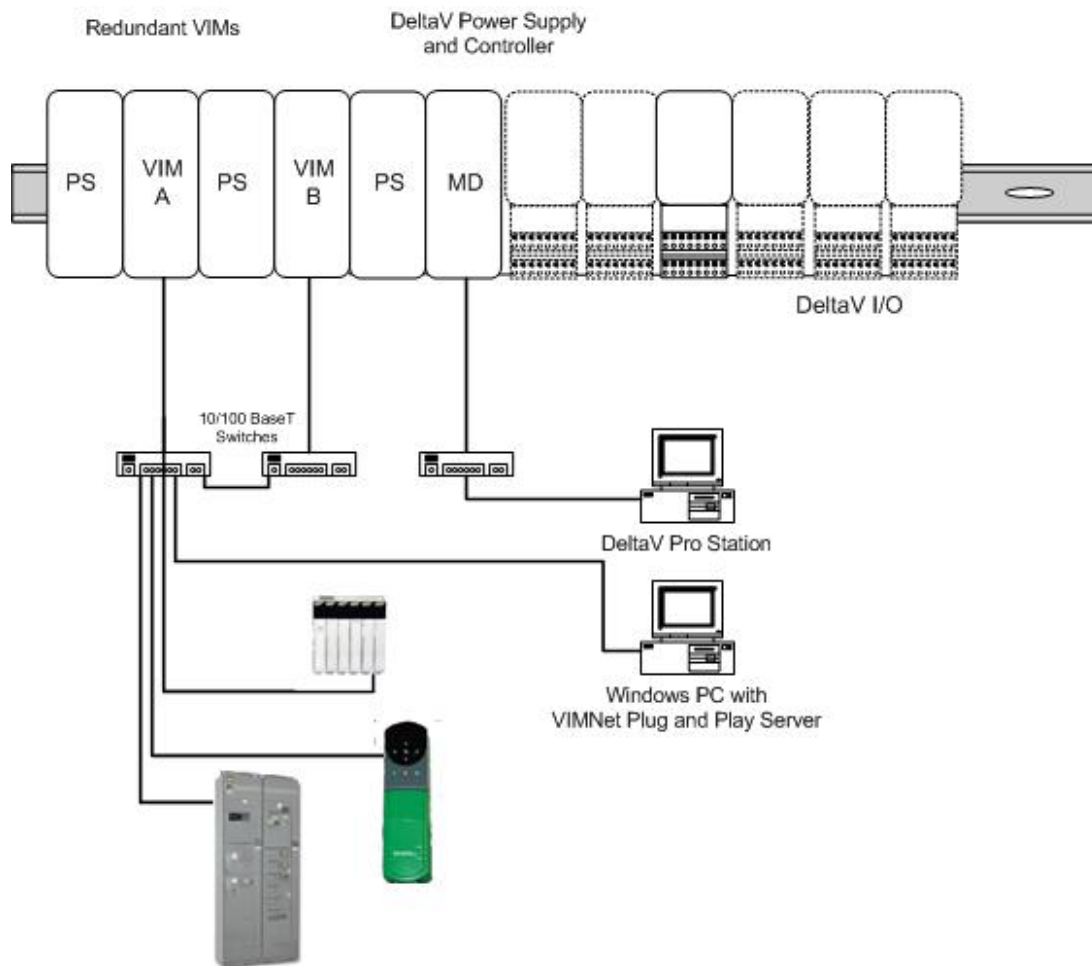 Redundant VIMs
DeltaV Power Supply
and Controller
PS
VIM
A
PS
VIM
B
PS
MD
DeltaV I/O
10/100 BaseT
Switches
DeltaV Pro Station
Windows PC with
VIMNet Plug and Play Server